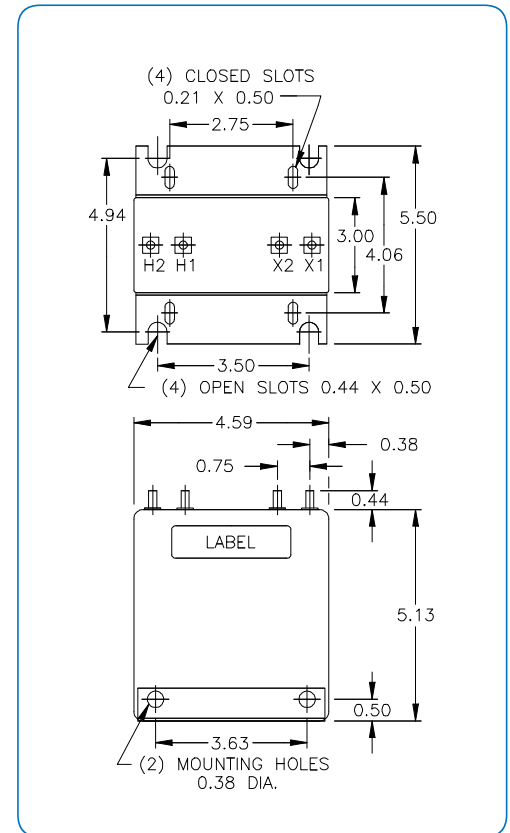 (4) CLOSED SLOTS
0.21 X 0.50
2.75
4.94
5.50
3.00
4.06
H2 H1 X2 X1
3.50
(4) OPEN SLOTS 0.44 X 0.50
4.59
0.38
0.75
0.44
LABEL
5.13
0.50
3.63
(2) MOUNTING HOLES
0.38 DIA.